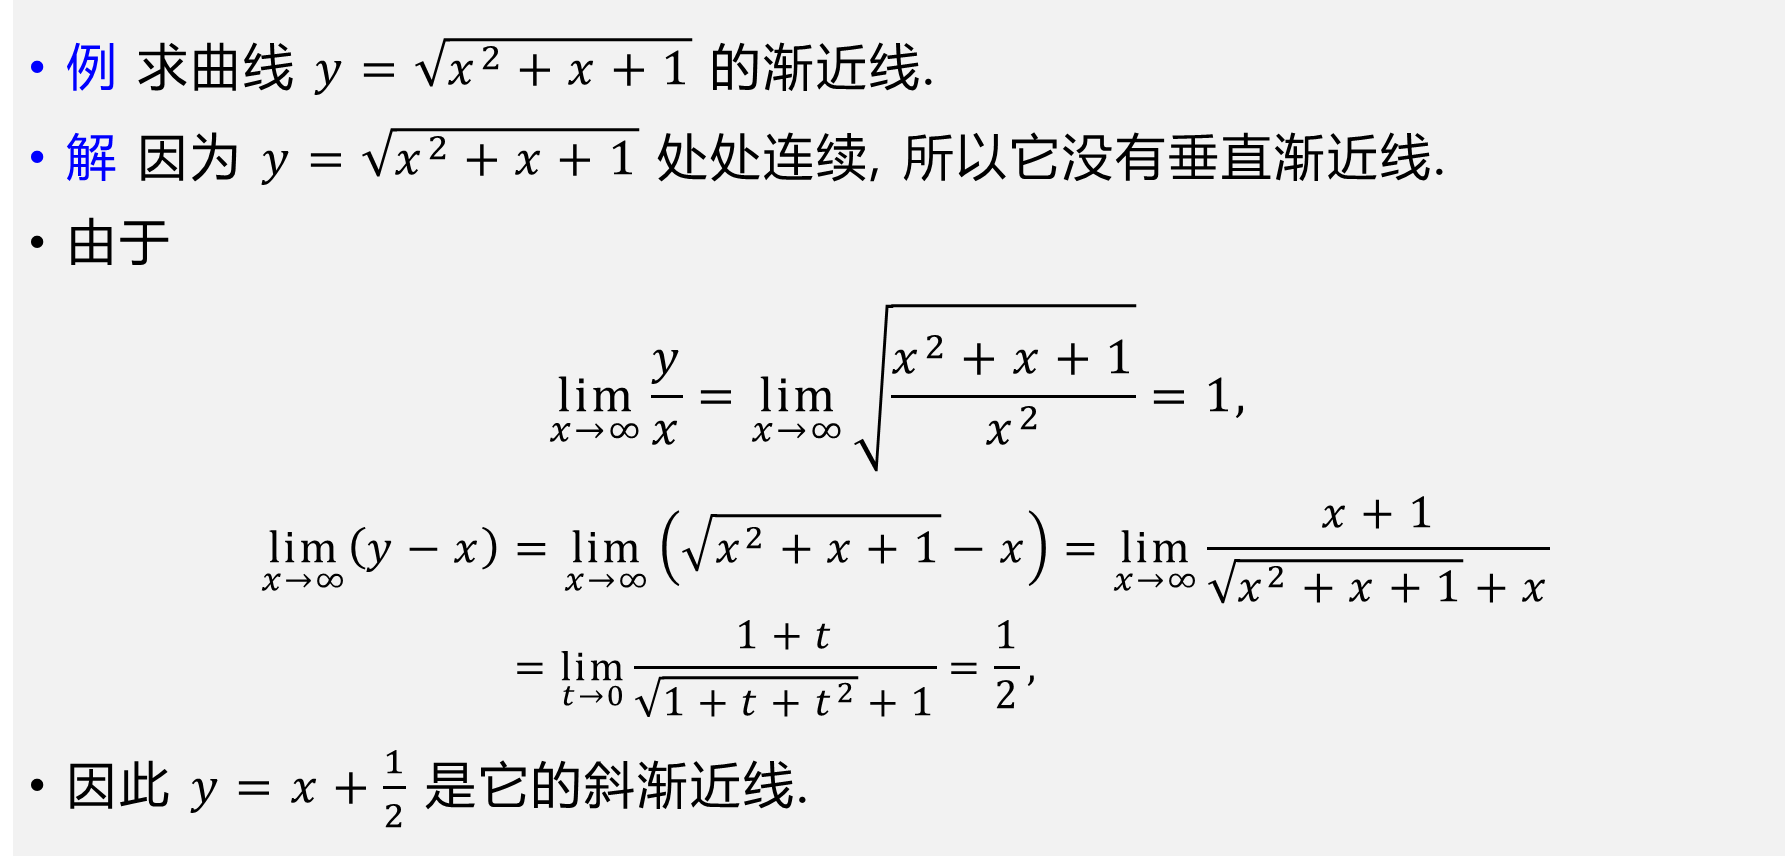 • 例 求曲线 y = √(x² + x + 1) 的渐近线.
• 解 因为 y = √(x² + x + 1) 处处连续, 所以它没有垂直渐近线.
• 由于
lim_{x→∞} y/x = lim_{x→∞} √((x² + x + 1)/x²) = 1,
lim_{x→∞} (y − x) = lim_{x→∞} (√(x² + x + 1) − x) = lim_{x→∞} (x + 1)/(√(x² + x + 1) + x)
= lim_{t→0} (1 + t)/(√(1 + t + t²) + 1) = 1/2,
• 因此 y = x + 1/2 是它的斜渐近线.